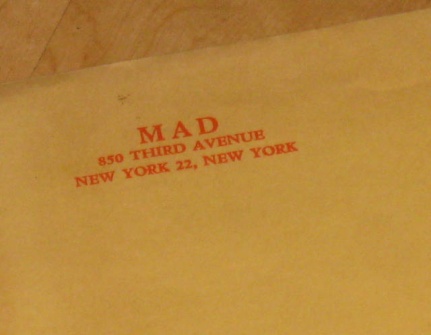 MAD
850 THIRD AVENUE
NEW YORK 22, NEW YORK